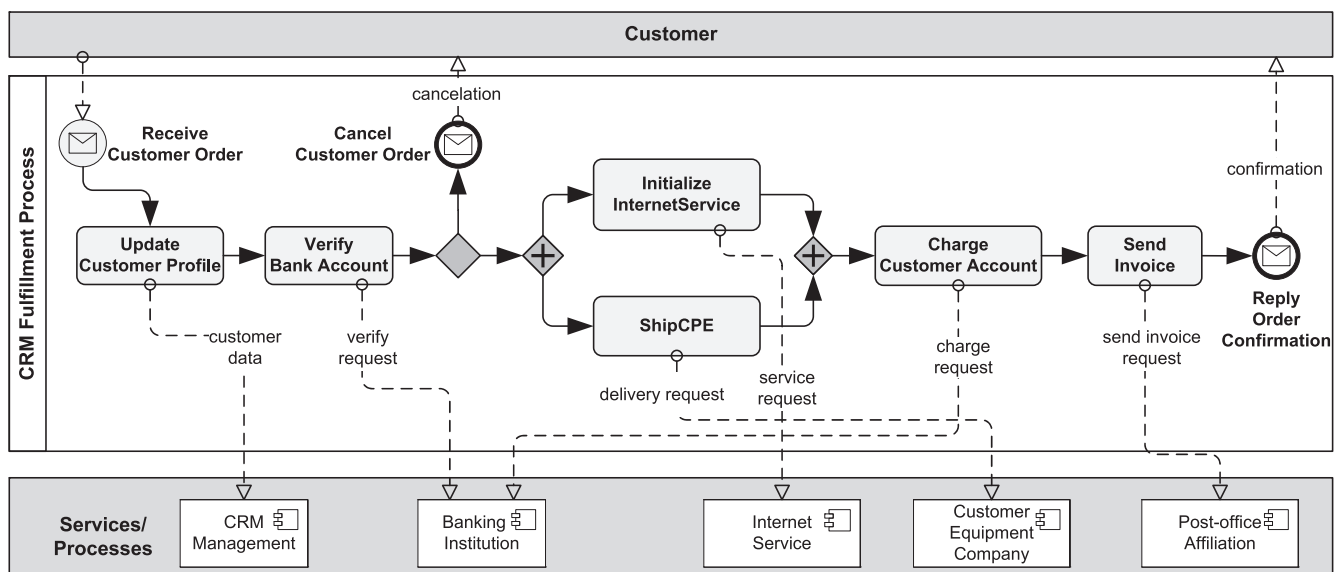 Customer
CRM Fulfillment Process
cancelation
Receive
Customer Order
Cancel
Customer Order
Initialize
InternetService
confirmation
Update
Customer Profile
Verify
Bank Account
Charge
Customer Account
Send
Invoice
ShipCPE
Reply
Order
Confirmation
customer
data
verify
request
delivery request
service
request
charge
request
send invoice
request
Services/
Processes
CRM
Management
Banking
Institution
Internet
Service
Customer
Equipment
Company
Post-office
Affiliation